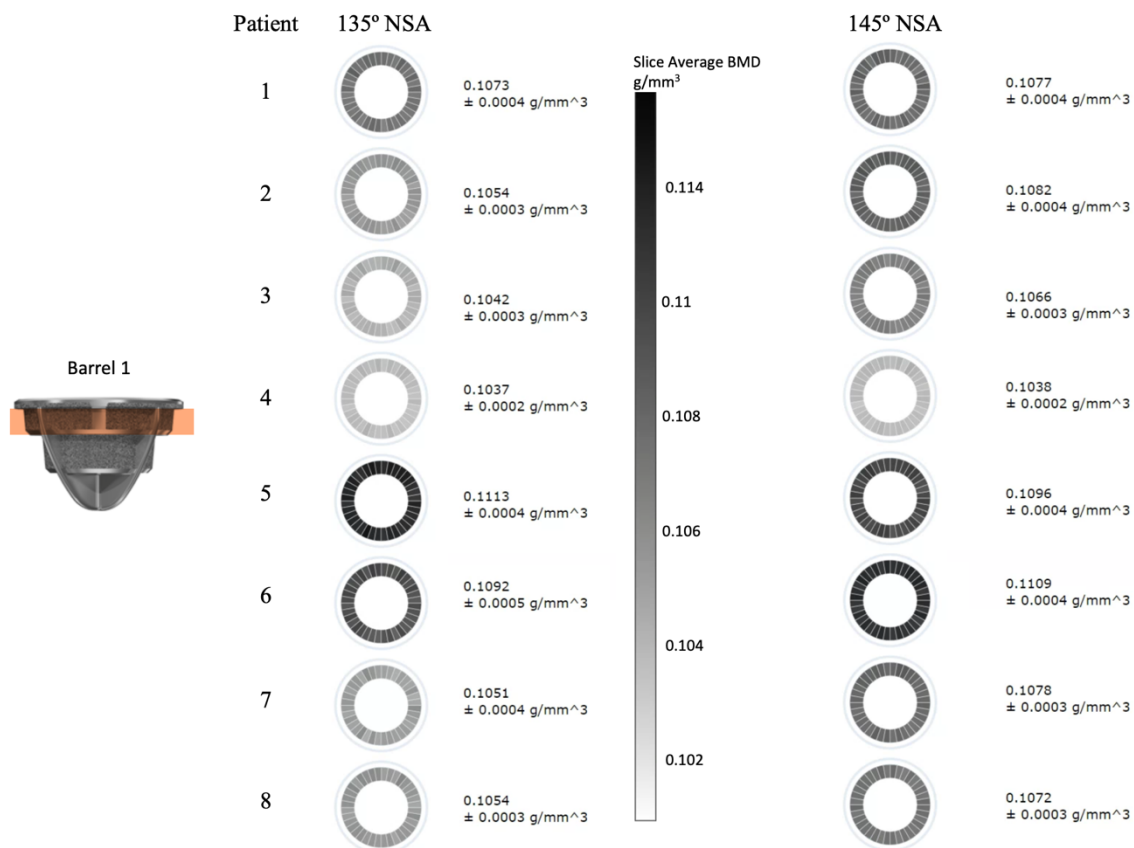 Patient 135º NSA 145º NSA
Slice Average BMD
g/mm³
1 0.1073 0.1077
± 0.0004 g/mm^3 ± 0.0004 g/mm^3
0.114
2 0.1054 0.1082
± 0.0003 g/mm^3 ± 0.0004 g/mm^3
0.11
3 0.1042 0.1066
± 0.0003 g/mm^3 ± 0.0003 g/mm^3
Barrel 1
0.108
4 0.1037 0.1038
± 0.0002 g/mm^3 ± 0.0002 g/mm^3
5 0.1113 0.1096
± 0.0004 g/mm^3 ± 0.0004 g/mm^3
0.106
6 0.1092 0.1109
± 0.0005 g/mm^3 ± 0.0004 g/mm^3
0.104
7 0.1051 0.1078
± 0.0004 g/mm^3 ± 0.0003 g/mm^3
0.102
8 0.1054 0.1072
± 0.0003 g/mm^3 ± 0.0003 g/mm^3